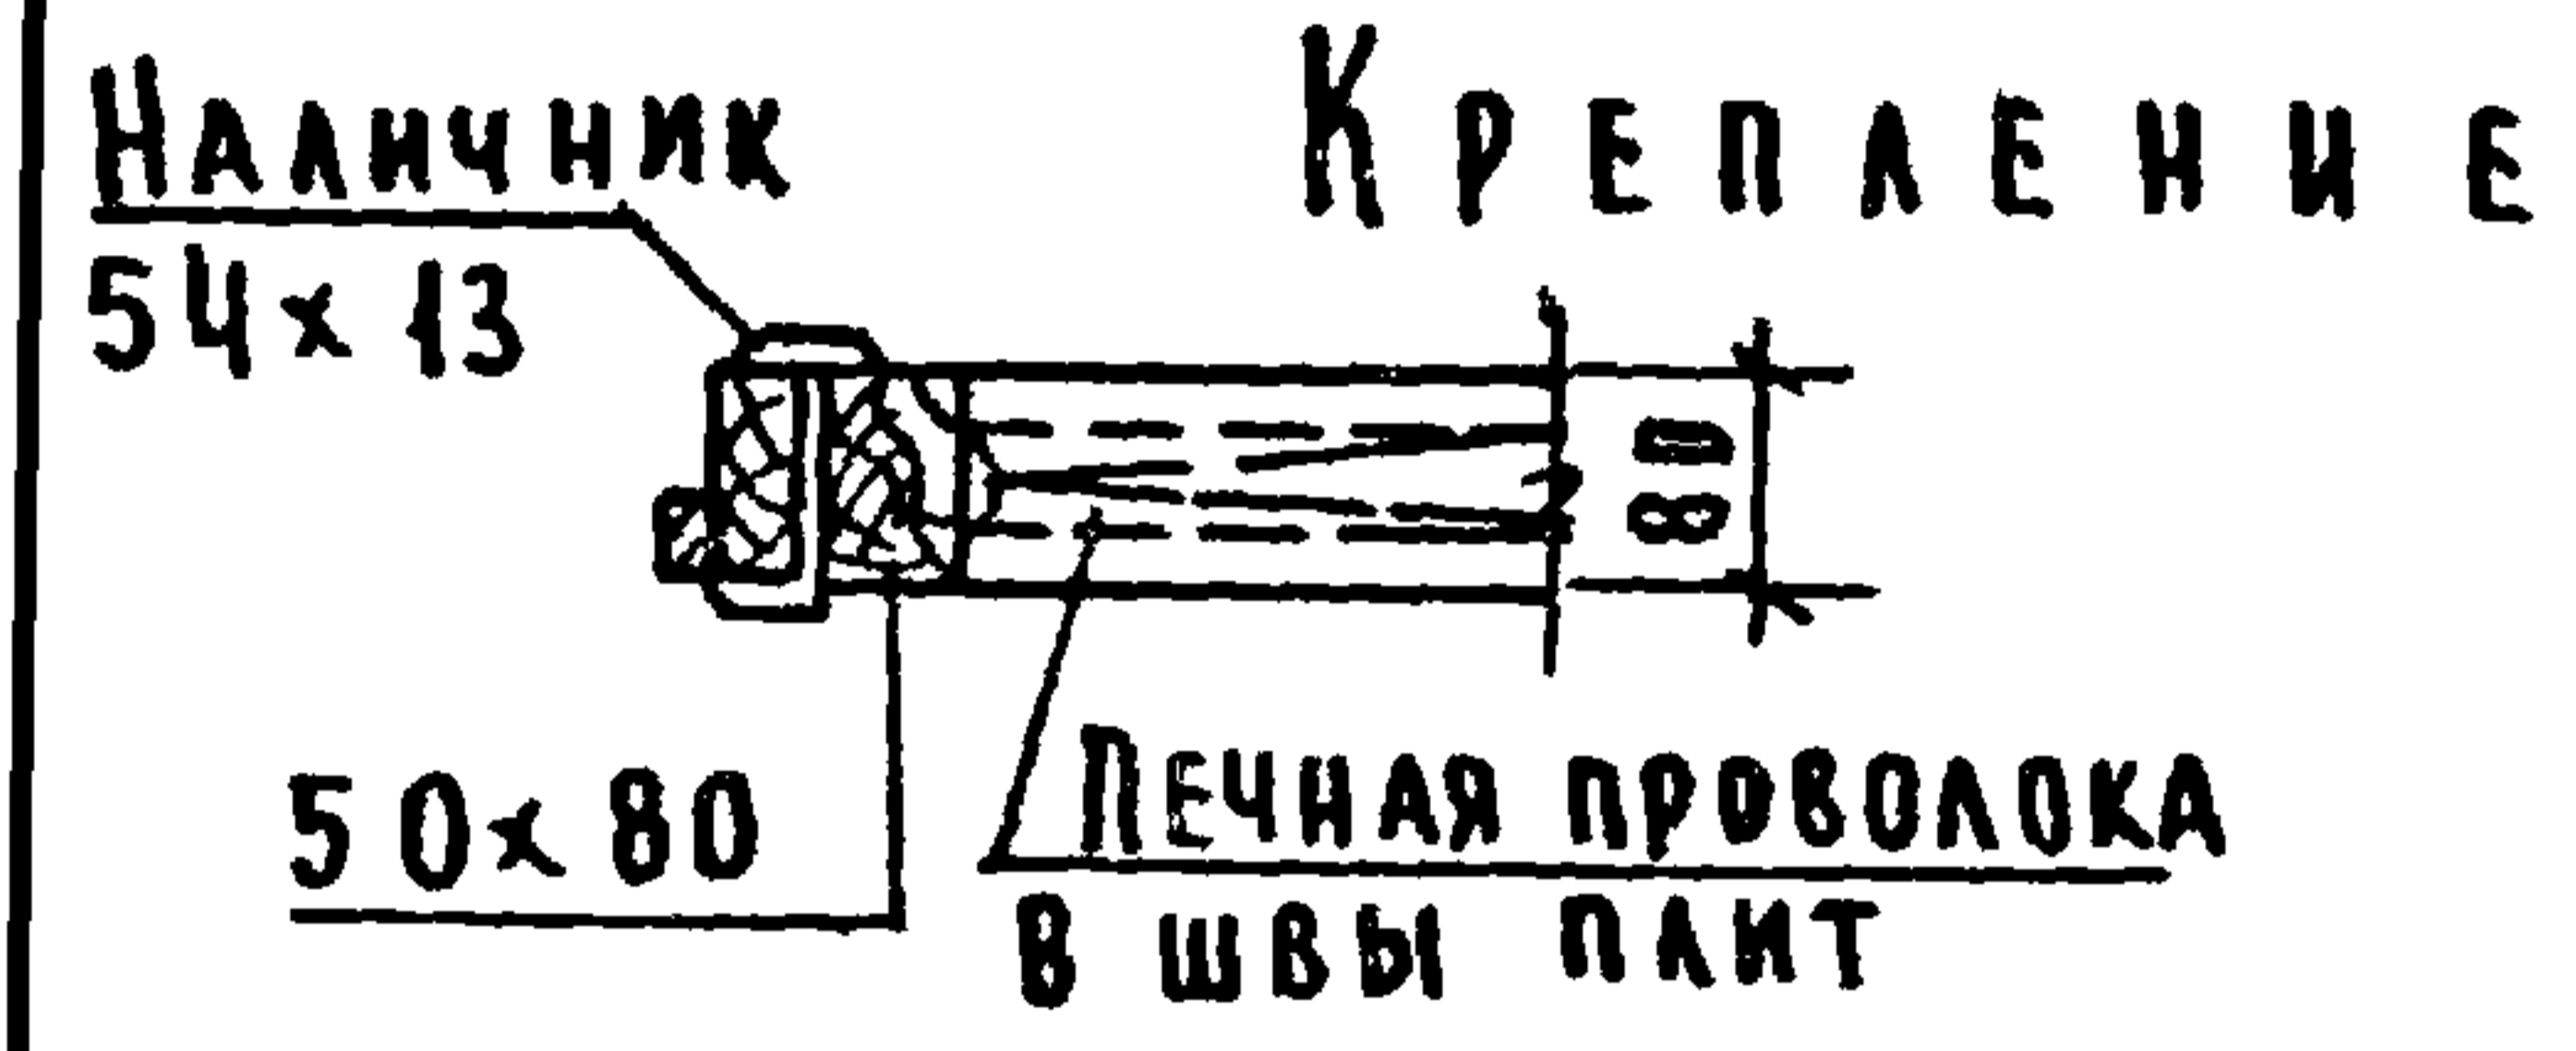 Наличник
54х13
Крепление
80
50х80
Печная проволока
в швы плит